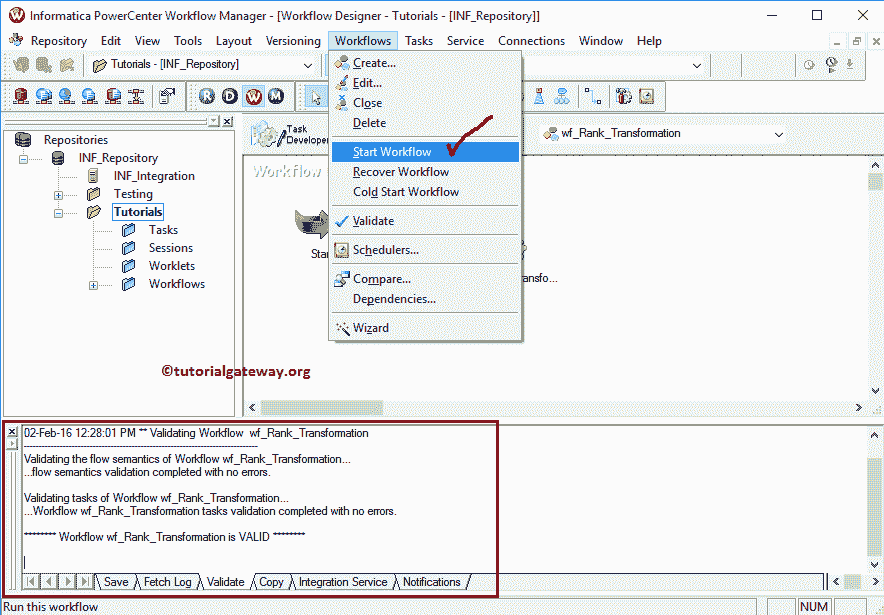 Informatica PowerCenter Workflow Manager - [Workflow Designer - Tutorials - [INF_Repository]]
Repository Edit View Tools Layout Versioning Workflows Tasks Service Connections Window Help
Tutorials - [INF_Repository]
Create...
Edit...
Close
Delete
Start Workflow
Recover Workflow
Cold Start Workflow
Validate
Schedulers...
Compare...
Dependencies...
Wizard
R D W M
Task
Developer
wf_Rank_Transformation
Repositories
INF_Repository
INF_Integration
Testing
Tutorials
Tasks
Sessions
Worklets
Workflows
Workflow
Star
ansfo...
©tutorialgateway.org
02-Feb-16 12:28:01 PM ** Validating Workflow wf_Rank_Transformation
Validating the flow semantics of Workflow wf_Rank_Transformation...
...flow semantics validation completed with no errors.
Validating tasks of Workflow wf_Rank_Transformation...
...Workflow wf_Rank_Transformation tasks validation completed with no errors.
******** Workflow wf_Rank_Transformation is VALID ********
Save Fetch Log Validate Copy Integration Service Notifications
Run this workflow
NUM